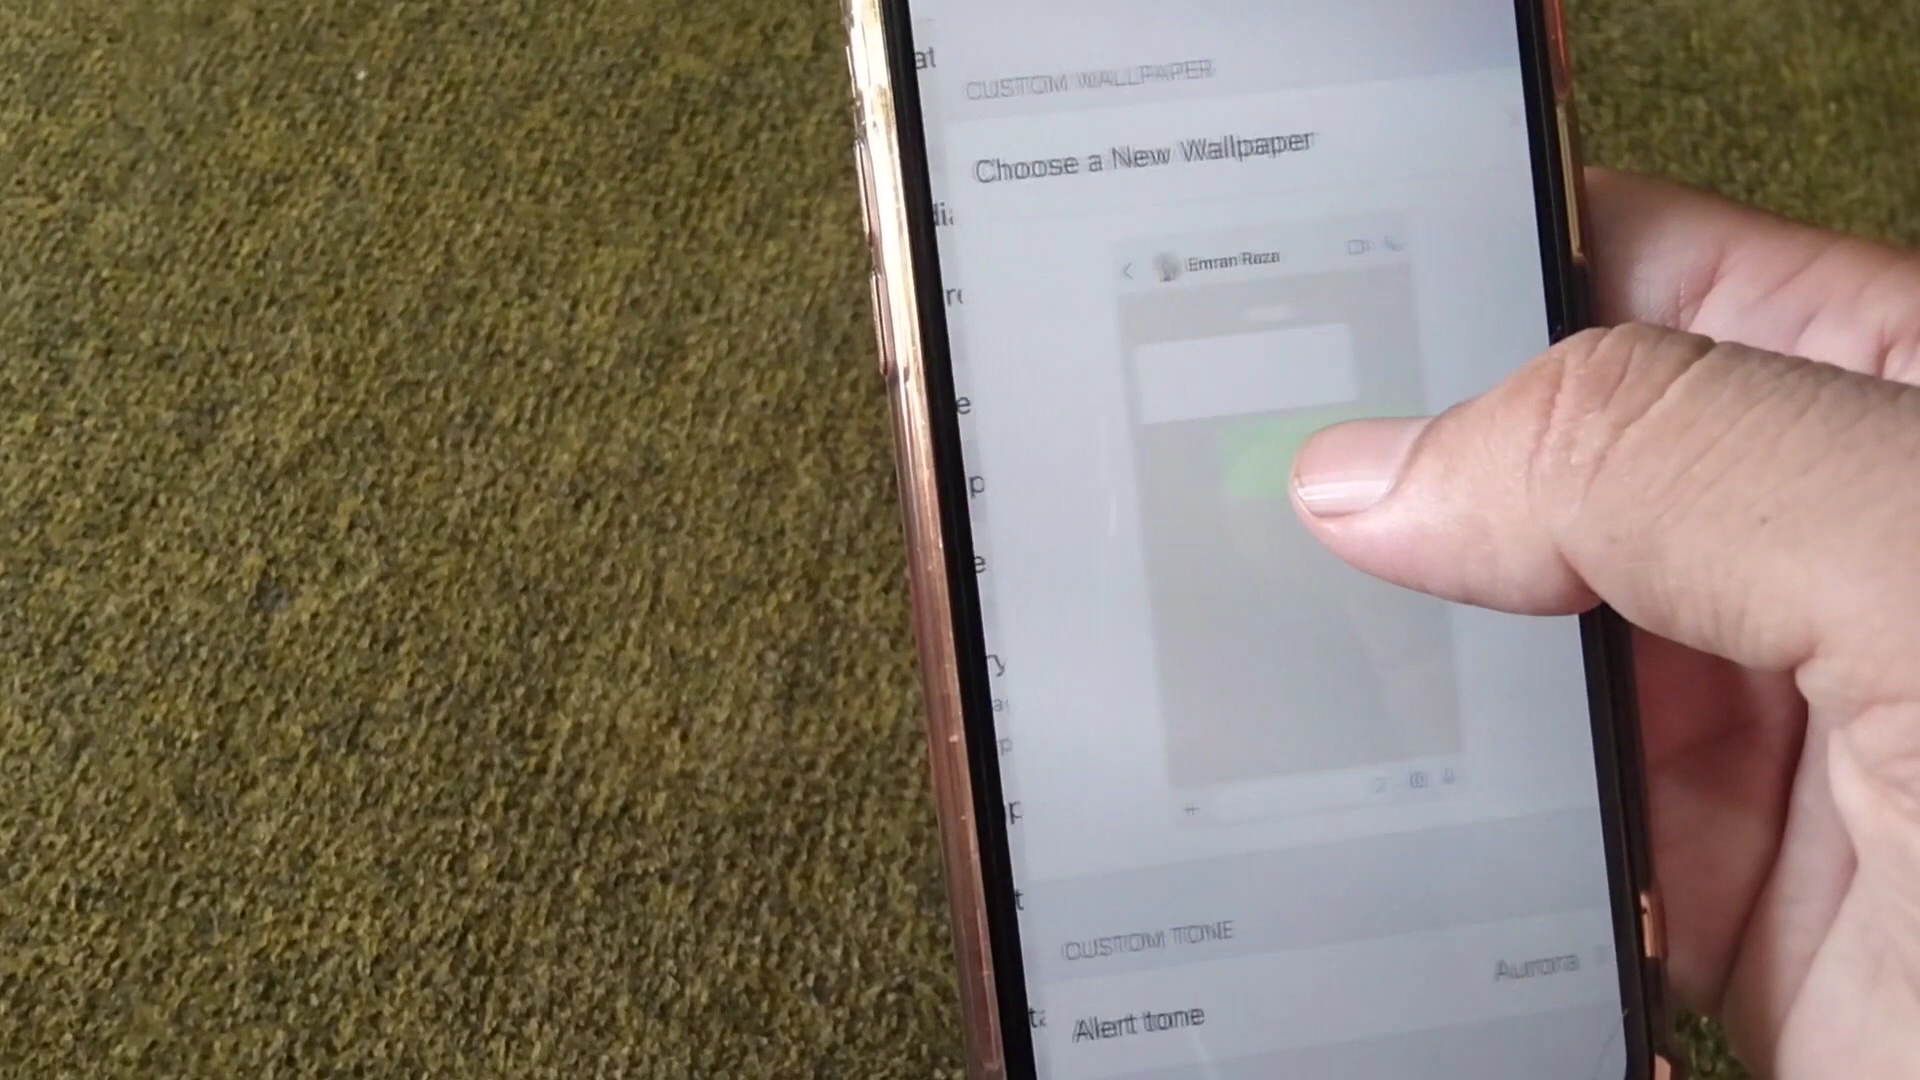 CUSTOM WALLPAPER
Choose a New Wallpaper
Emran Raza
CUSTOM TONE
Alert tone
Aurora